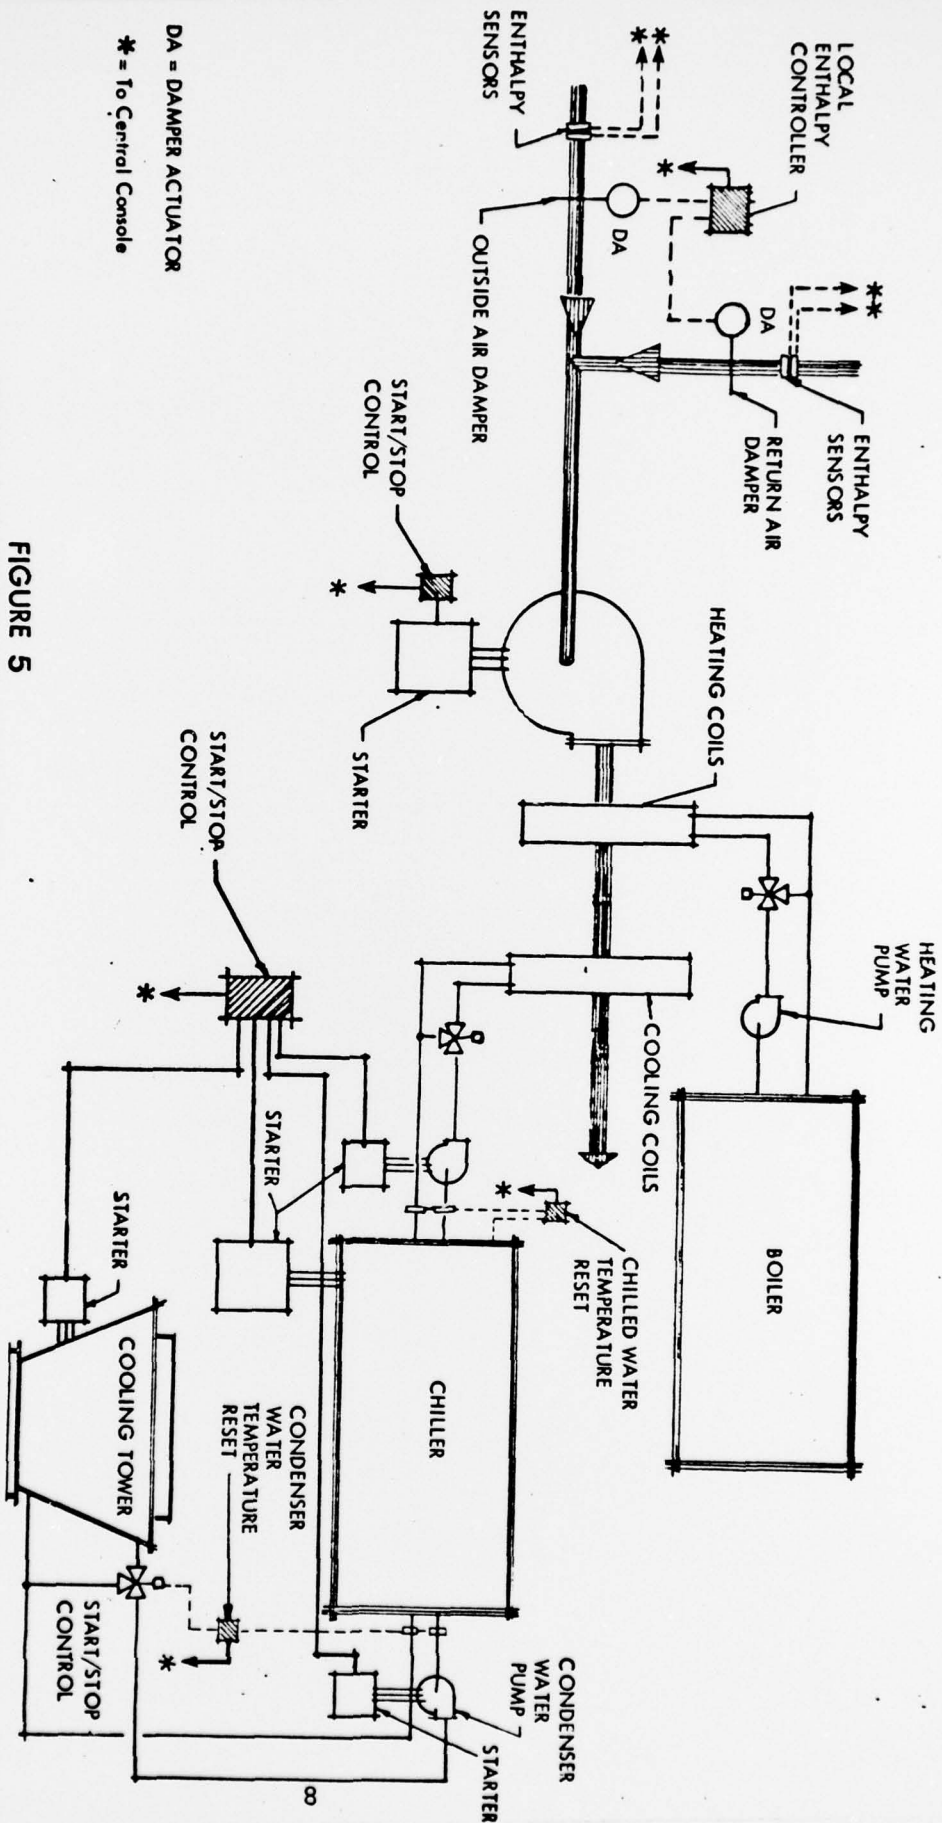 LOCAL
ENTHALPY
CONTROLLER
ENTHALPY
SENSORS
**
*
DA
OUTSIDE AIR DAMPER
**
DA
ENTHALPY
SENSORS
RETURN AIR
DAMPER
START/STOP
CONTROL
*
STARTER
HEATING COILS
HEATING
WATER
PUMP
BOILER
COOLING COILS
START/STOP
CONTROL
*
STARTER
*
CHILLED WATER
TEMPERATURE
RESET
CHILLER
STARTER
COOLING TOWER
CONDENSER
WATER
TEMPERATURE
RESET
*
START/STOP
CONTROL
CONDENSER
WATER
PUMP
STARTER
DA = DAMPER ACTUATOR
* = To Central Console
FIGURE 5
8